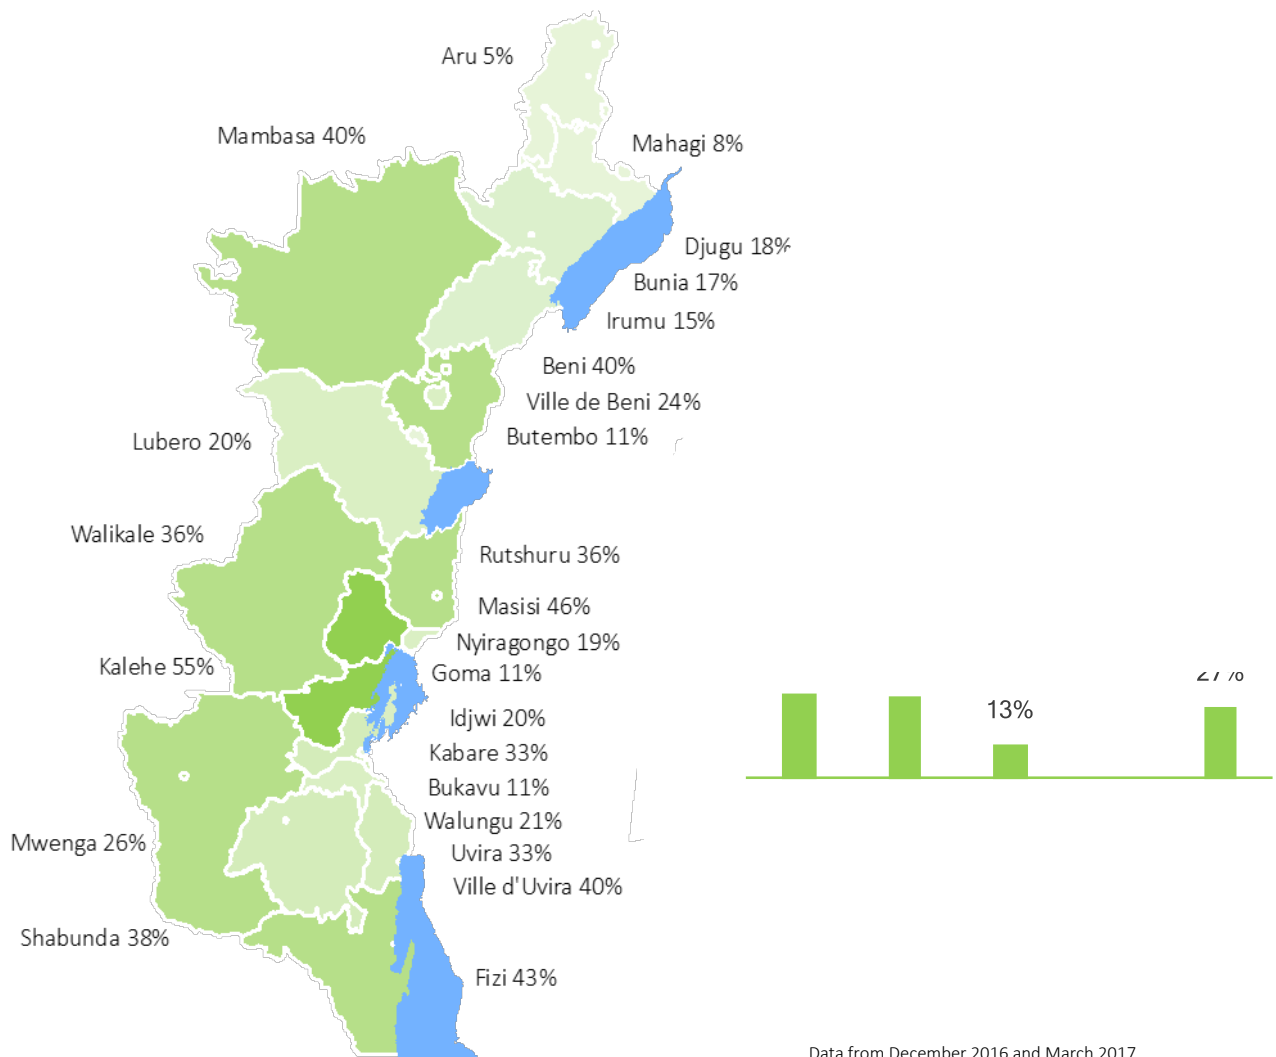 Aru 5%
Mambasa 40%
Mahagi 8%
Djugu 18%
Bunia 17%
Irumu 15%
Beni 40%
Ville de Beni 24%
Butembo 11%
Lubero 20%
Walikale 36%
Rutshuru 36%
Masisi 46%
Nyiragongo 19%
Kalehe 55%
Goma 11%
Idjwi 20%
Kabare 33%
Bukavu 11%
Walungu 21%
Mwenga 26%
Uvira 33%
Ville d'Uvira 40%
Shabunda 38%
Fizi 43%
27%
13%
Data from December 2016 and March 2017